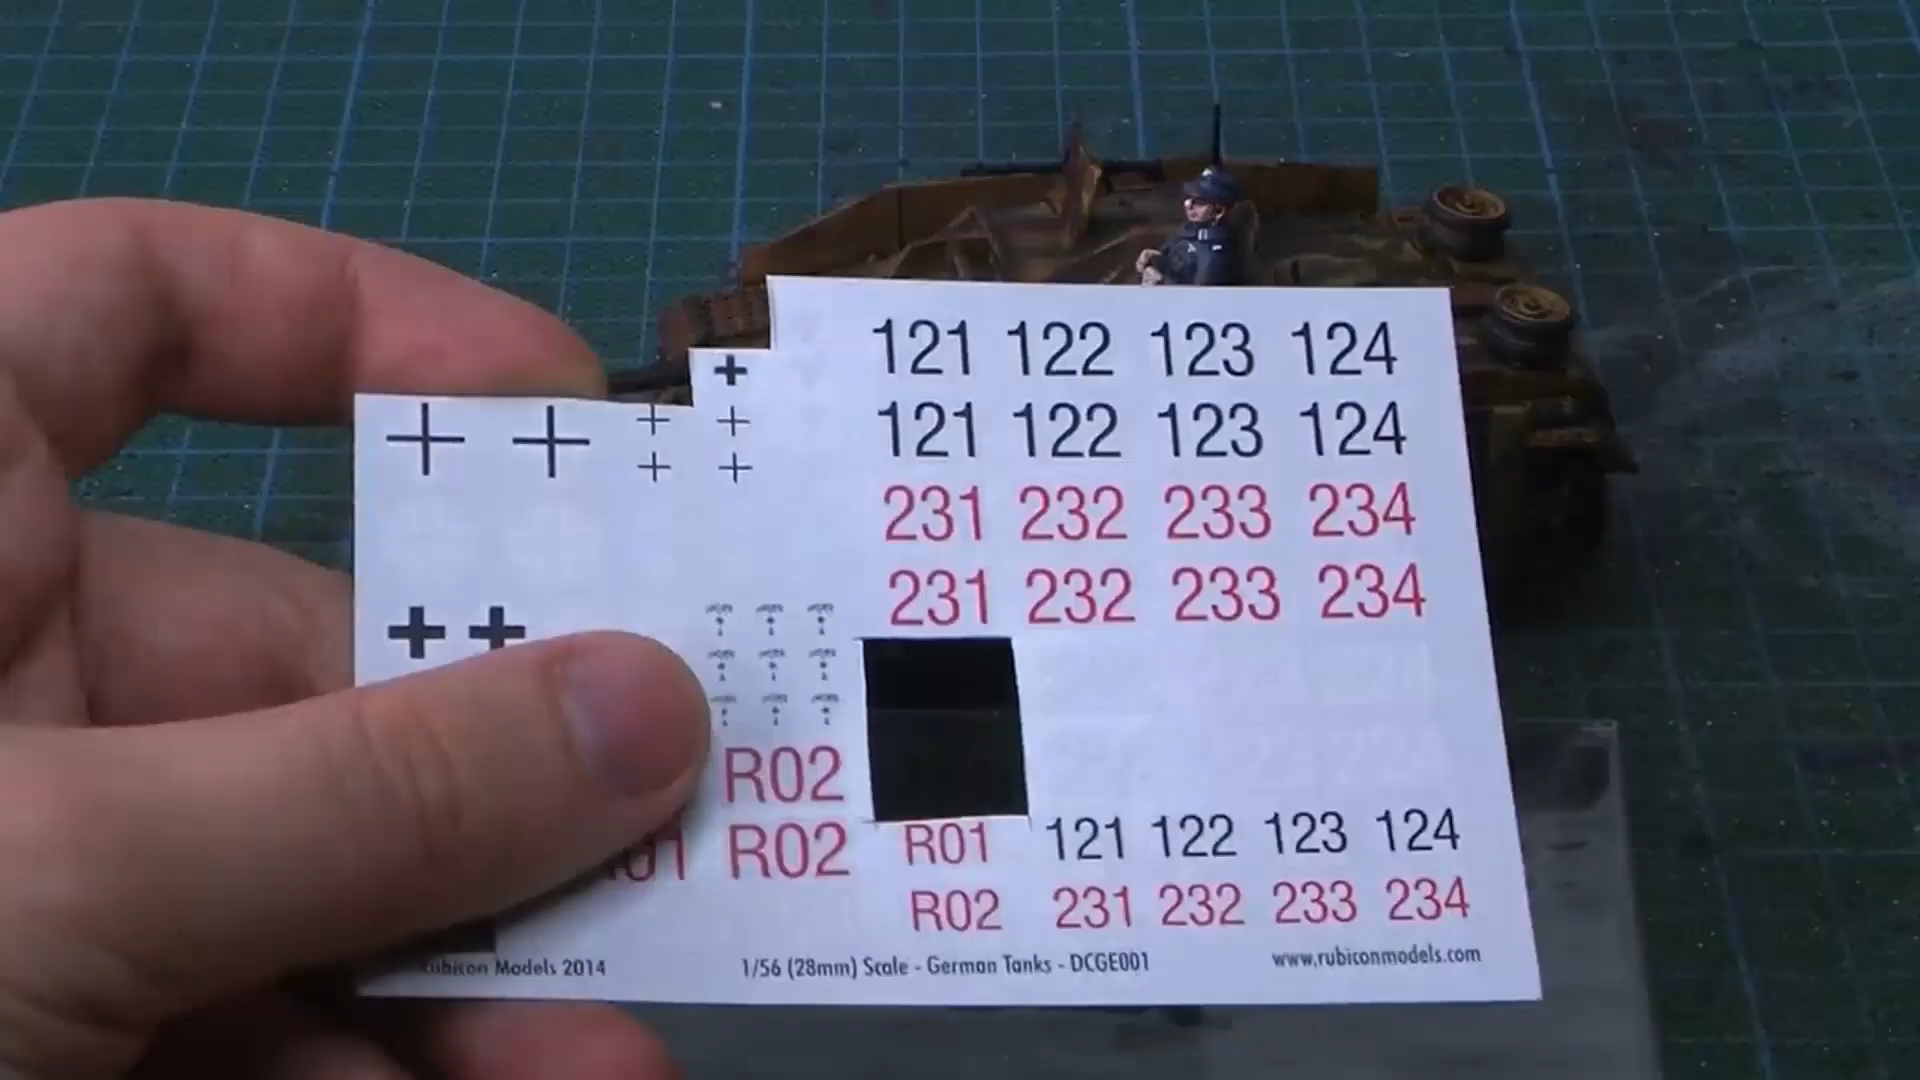 121 122 123 124
121 122 123 124
231 232 233 234
231 232 233 234
R02
R02
R01 121 122 123 124
R02 231 232 233 234
Models 2014
1/56 (28mm) Scale - German Tanks - DCGE001
www.rubiconmodels.com